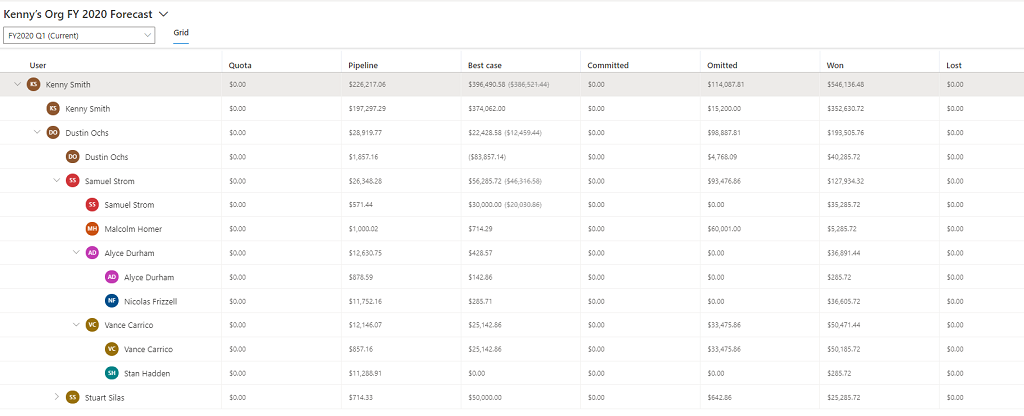 Kenny's Org FY 2020 Forecast
FY2020 Q1 (Current) Grid
User Quota Pipeline Best case Committed Omitted Won Lost
KS Kenny Smith $0.00 $226,217.06 $396,490.58 ($386,521.44) $0.00 $114,087.81 $546,136.48 $0.00
KS Kenny Smith $0.00 $197,297.29 $374,062.00 $0.00 $15,200.00 $352,630.72 $0.00
DO Dustin Ochs $0.00 $28,919.77 $22,428.58 ($12,459.44) $0.00 $98,887.81 $193,505.76 $0.00
DO Dustin Ochs $0.00 $1,857.16 ($83,857.14) $0.00 $4,768.09 $40,285.72 $0.00
SS Samuel Strom $0.00 $26,348.28 $56,285.72 ($46,316.58) $0.00 $93,476.86 $127,934.32 $0.00
SS Samuel Strom $0.00 $571.44 $30,000.00 ($20,030.86) $0.00 $0.00 $35,285.72 $0.00
MH Malcolm Homer $0.00 $1,000.02 $714.29 $0.00 $60,001.00 $5,285.72 $0.00
AD Alyce Durham $0.00 $12,630.75 $428.57 $0.00 $0.00 $36,891.44 $0.00
AD Alyce Durham $0.00 $878.59 $142.86 $0.00 $0.00 $285.72 $0.00
NF Nicolas Frizzell $0.00 $11,752.16 $285.71 $0.00 $0.00 $36,605.72 $0.00
VC Vance Carrico $0.00 $12,146.07 $25,142.86 $0.00 $33,475.86 $50,471.44 $0.00
VC Vance Carrico $0.00 $857.16 $25,142.86 $0.00 $33,475.86 $50,185.72 $0.00
SH Stan Hadden $0.00 $11,288.91 $0.00 $0.00 $0.00 $285.72 $0.00
SS Stuart Silas $0.00 $714.33 $50,000.00 $0.00 $642.86 $25,285.72 $0.00